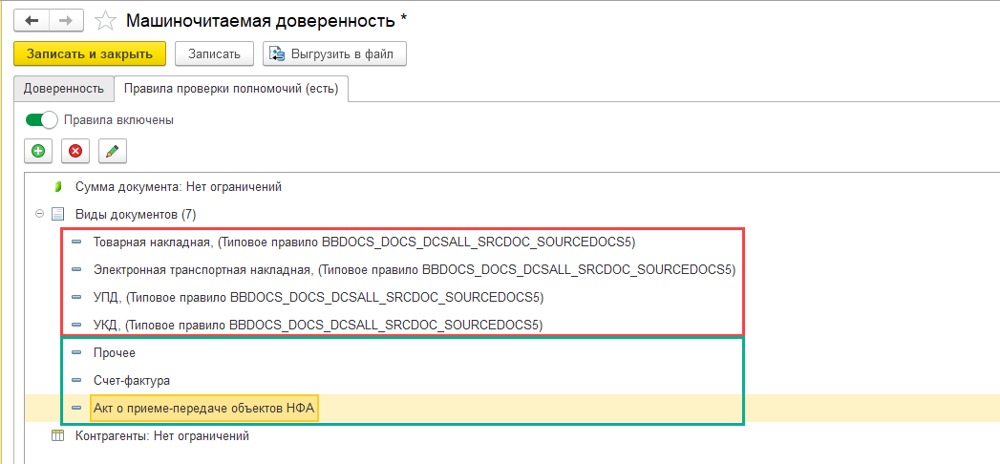 Машиночитаемая доверенность *
Записать и закрыть Записать Выгрузить в файл
Доверенность Правила проверки полномочий (есть)
Правила включены
Сумма документа: Нет ограничений
Виды документов (7)
Товарная накладная, (Типовое правило BBDOCS_DOCS_DCSALL_SRCDOC_SOURCEDOCS5)
Электронная транспортная накладная, (Типовое правило BBDOCS_DOCS_DCSALL_SRCDOC_SOURCEDOCS5)
УПД, (Типовое правило BBDOCS_DOCS_DCSALL_SRCDOC_SOURCEDOCS5)
УКД, (Типовое правило BBDOCS_DOCS_DCSALL_SRCDOC_SOURCEDOCS5)
Прочее
Счет-фактура
Акт о приеме-передаче объектов НФА
Контрагенты: Нет ограничений